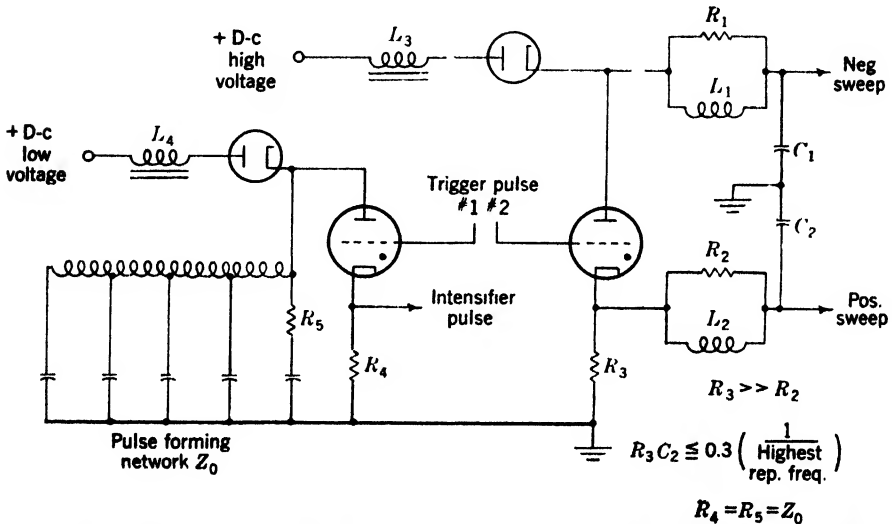 + D-c
high
voltage
L₃
R₁
L₁
Neg
sweep
+ D-c
low
voltage
L₄
C₁
Trigger pulse
#1 #2
C₂
R₂
L₂
Intensifier
pulse
Pos.
sweep
R₅
R₄
R₃
R₃ >> R₂
Pulse forming
network Z₀
R₃C₂ ≦ 0.3 ( 1 / Highest rep. freq. )
R₄ = R₅ = Z₀